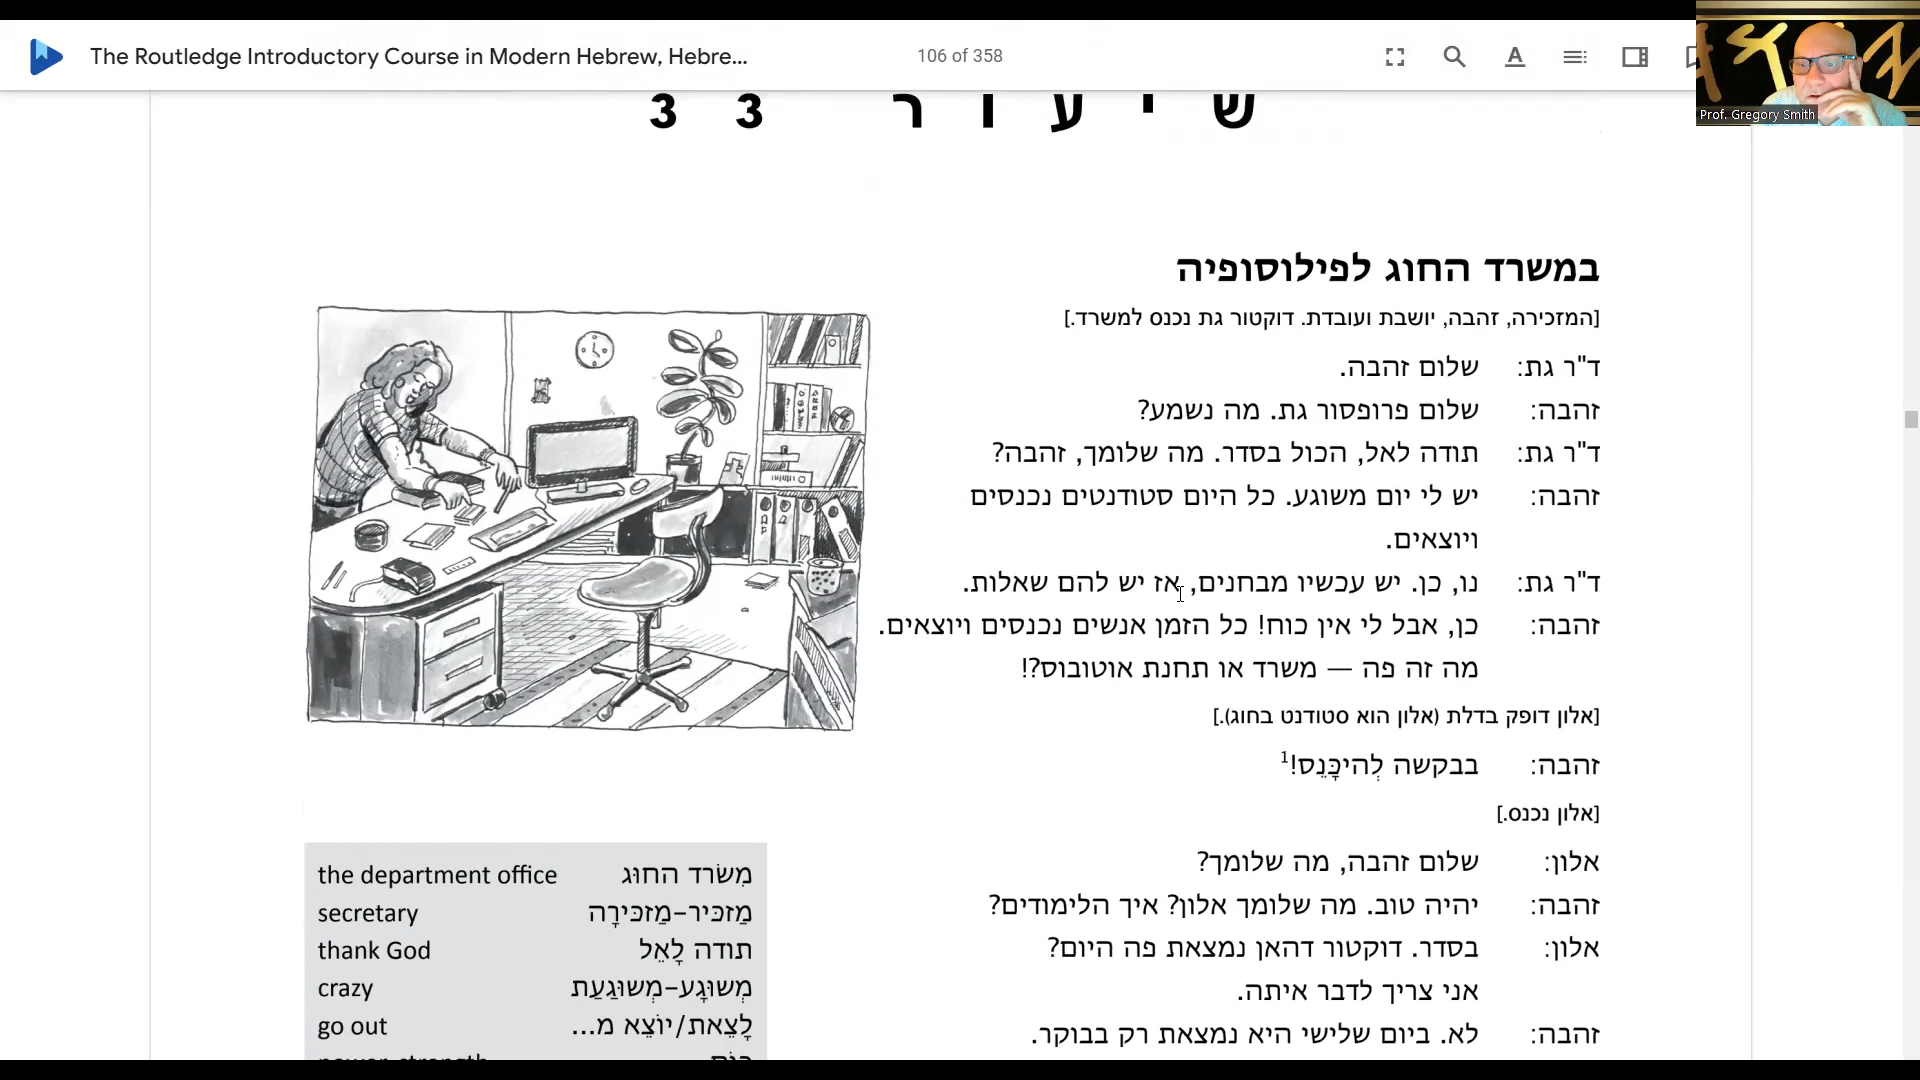 The Routledge Introductory Course in Modern Hebrew, Hebre...
106 of 358
Prof. Gregory Smith
שיעור 33
במשרד החוג לפילוסופיה
[המזכירה, זהבה, יושבת ועובדת. דוקטור גת נכנס למשרד.]
ד"ר גת: שלום זהבה.
זהבה: שלום פרופסור גת. מה נשמע?
ד"ר גת: תודה לאל, הכול בסדר. מה שלומך, זהבה?
זהבה: יש לי יום משוגע. כל היום סטודנטים נכנסים
ויוצאים.
ד"ר גת: נו, כן. יש עכשיו מבחנים, אז יש להם שאלות.
זהבה: כן, אבל לי אין כוח! כל הזמן אנשים נכנסים ויוצאים.
מה זה פה — משרד או תחנת אוטובוס?!
[אלון דופק בדלת (אלון הוא סטודנט בחוג).]
זהבה: בבקשה לְהיכָּנֵס!1
[אלון נכנס.]
אלון: שלום זהבה, מה שלומך?
זהבה: יהיה טוב. מה שלומך אלון? איך הלימודים?
אלון: בסדר. דוקטור דהאן נמצאת פה היום?
אני צריך לדבר איתה.
זהבה: לא. ביום שלישי היא נמצאת רק בבוקר.
the department office מִשׂרד החוּג
secretary מַזכּיר–מַזכּירָה
thank God תודה לָאֵל
crazy מְשוּגָע–מְשוּגַעַת
go out לָצֵאת/יוֹצֵא מ...